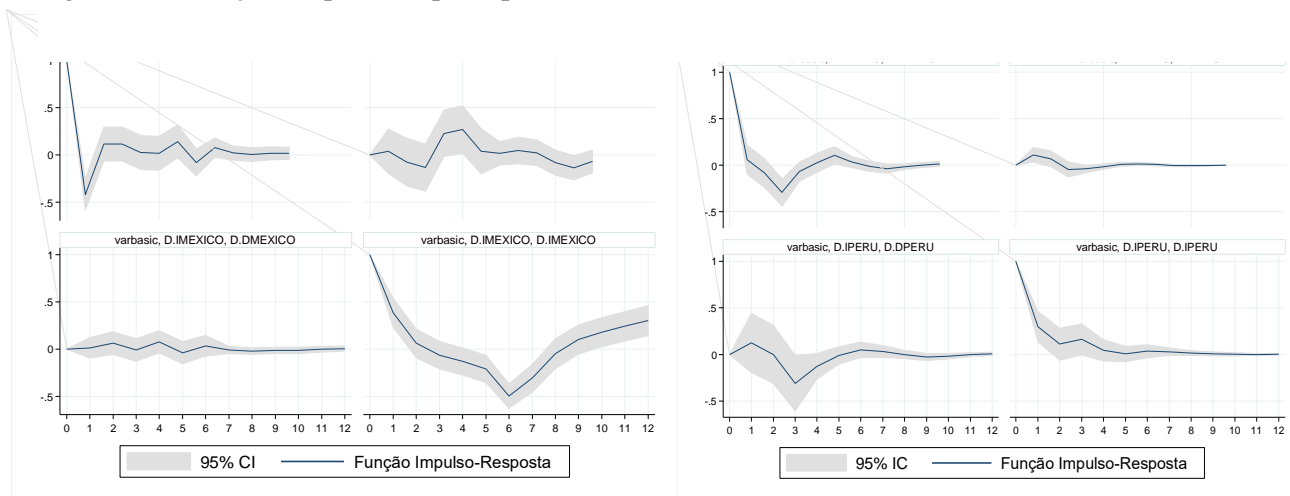 1
.5
0
-.5
varbasic, D.IMEXICO, D.DMEXICO
varbasic, D.IMEXICO, D.IMEXICO
1
.5
0
-.5
0 1 2 3 4 5 6 7 8 9 10 11 12
0 1 2 3 4 5 6 7 8 9 10 11 12
95% CI
Função Impulso-Resposta
1
.5
0
-.5
varbasic, D.IPERU, D.DPERU
varbasic, D.IPERU, D.IPERU
1
.5
0
-.5
0 1 2 3 4 5 6 7 8 9 10 11 12
0 1 2 3 4 5 6 7 8 9 10 11 12
95% IC
Função Impulso-Resposta